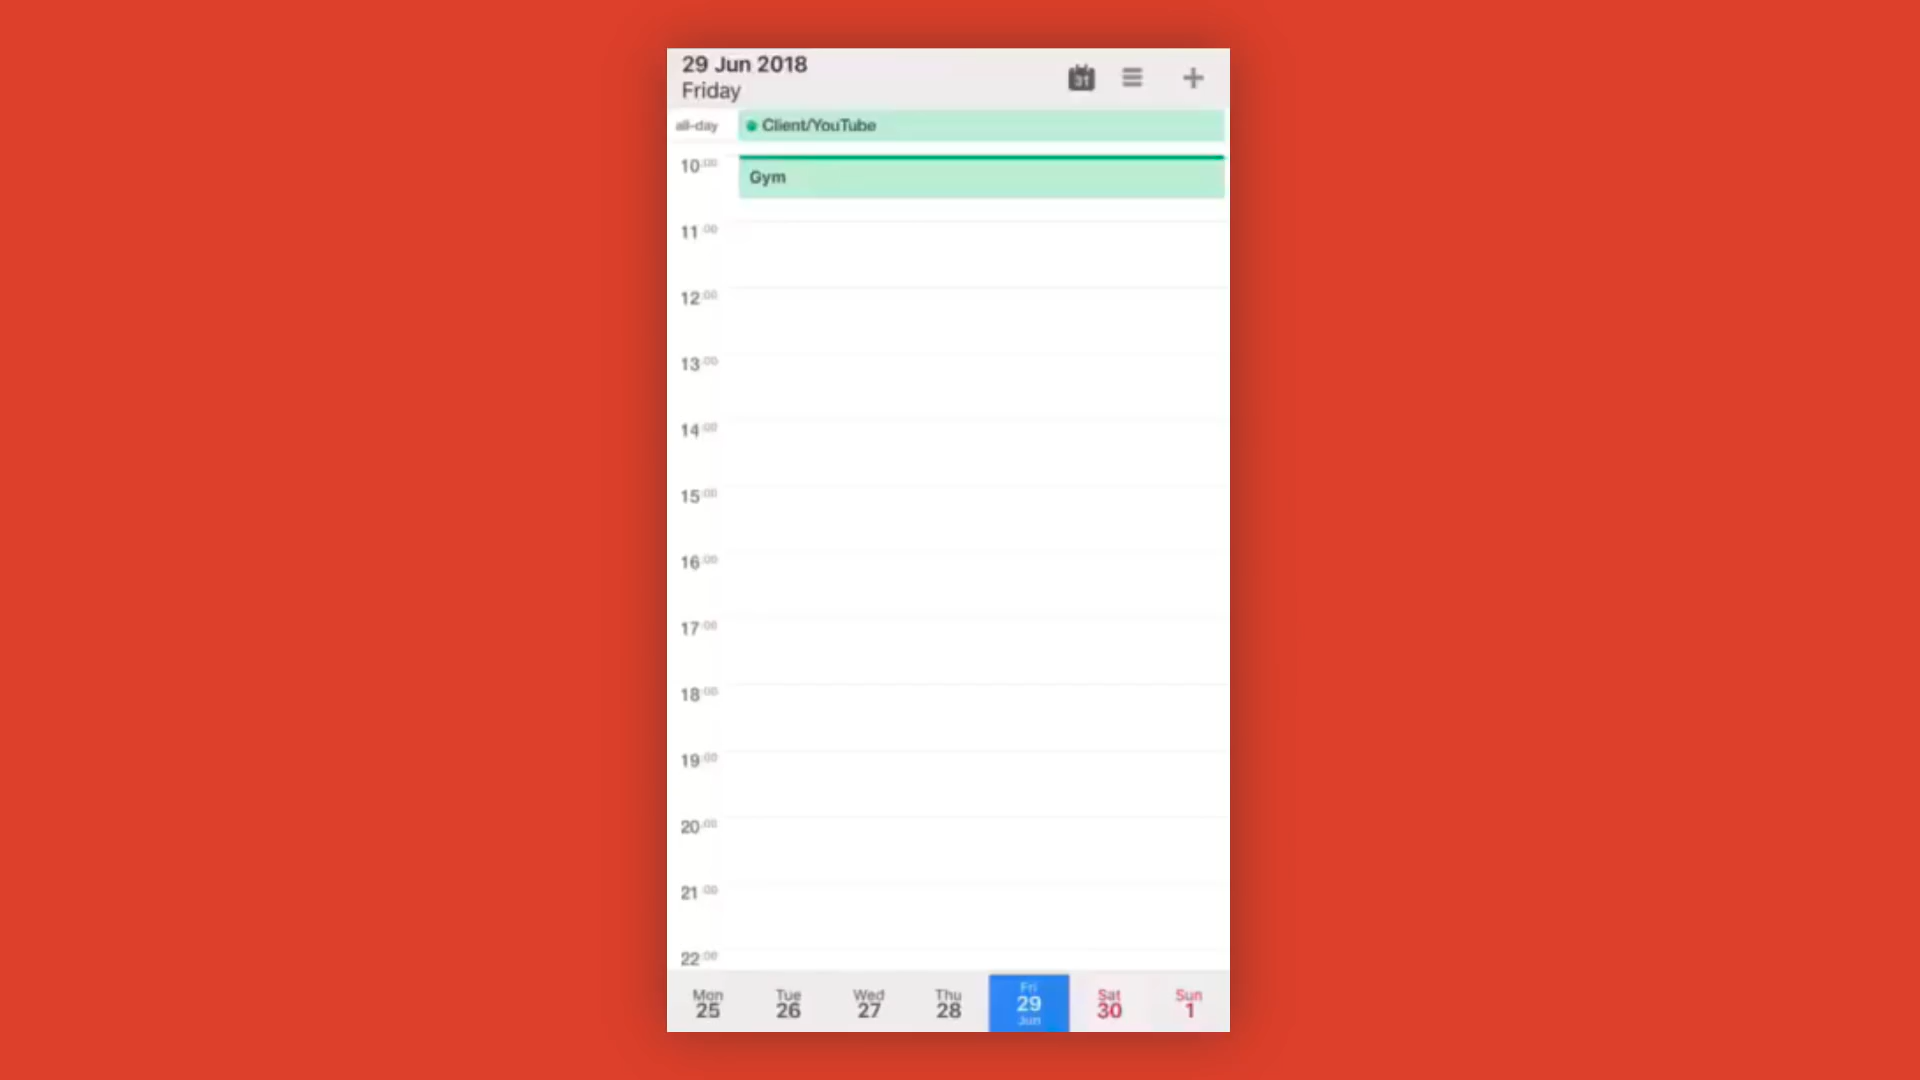 29 Jun 2018
Friday
31
all-day
Client/YouTube
10:00
Gym
11:00
12:00
13:00
14:00
15:00
16:00
17:00
18:00
19:00
20:00
21:00
22:00
Mon Tue Wed Thu Fri Sat Sun
25 26 27 28 29 30 1
Jun